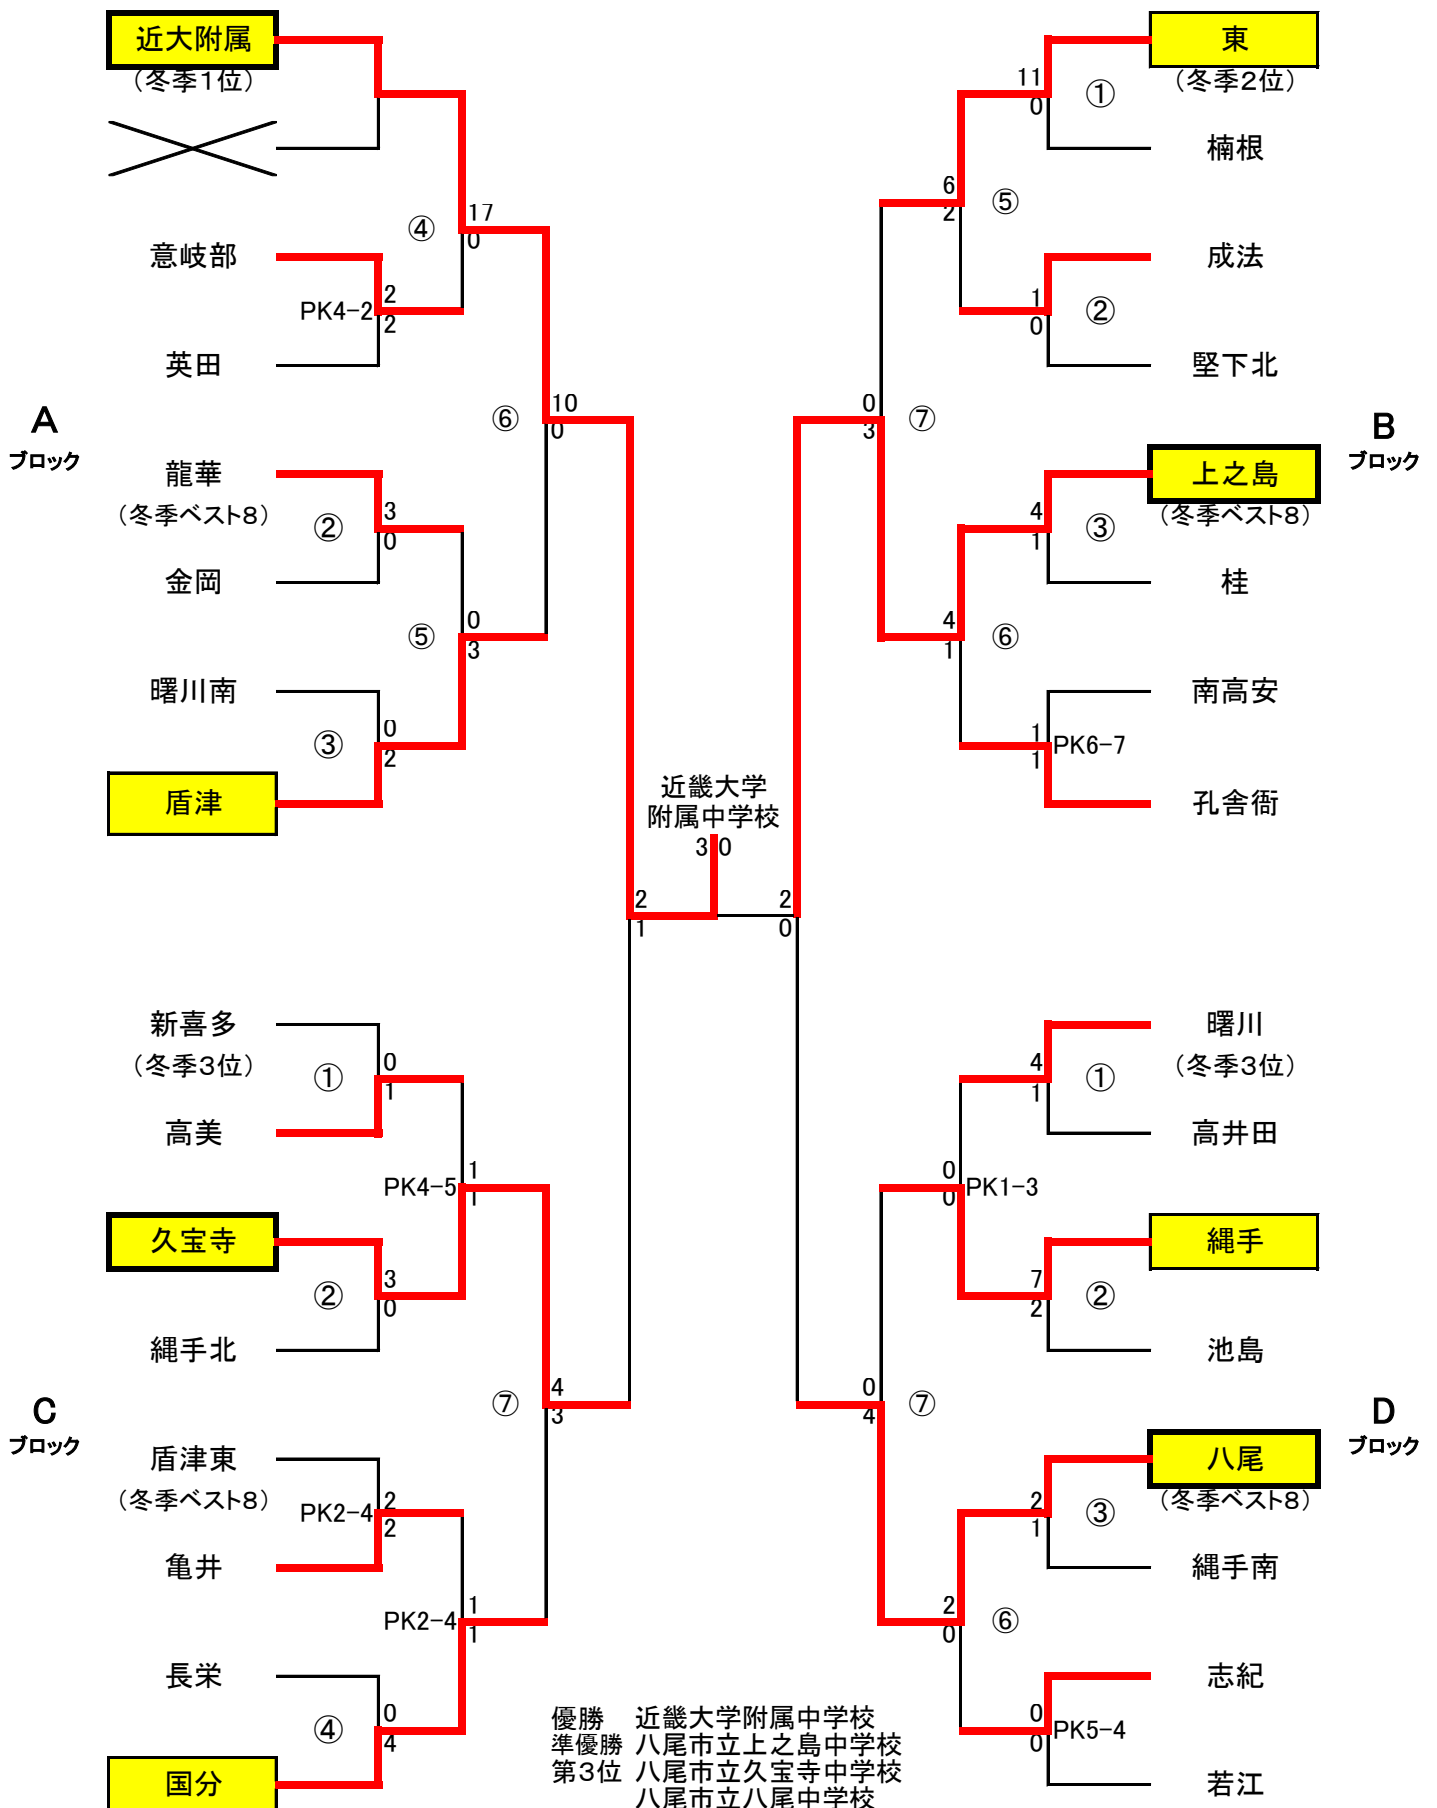 近大附属
（冬季１位）
④
17
0
意岐部
PK4-2
2
2
英田
⑥
10
0
A
ブロック
龍華
（冬季ベスト８）
②
3
0
金岡
⑤
0
3
曙川南
③
0
2
盾津
東
（冬季２位）
11
0
①
楠根
6
2
⑤
成法
1
0
②
堅下北
0
3
⑦
B
ブロック
上之島
（冬季ベスト８）
4
1
③
桂
4
1
⑥
南高安
1
1
PK6-7
孔舎衙
近畿大学
附属中学校
3 0
2
1
2
0
新喜多
（冬季３位）
①
0
1
高美
PK4-5
1
1
久宝寺
②
3
0
縄手北
⑦
4
3
C
ブロック
盾津東
（冬季ベスト８）
PK2-4
2
2
亀井
PK2-4
1
1
長栄
④
0
4
国分
曙川
（冬季３位）
4
1
①
高井田
0
0
PK1-3
縄手
7
2
②
池島
0
4
⑦
D
ブロック
八尾
（冬季ベスト８）
2
1
③
縄手南
2
0
⑥
志紀
0
0
PK5-4
若江
優勝 近畿大学附属中学校
準優勝 八尾市立上之島中学校
第３位 八尾市立久宝寺中学校
八尾市立八尾中学校